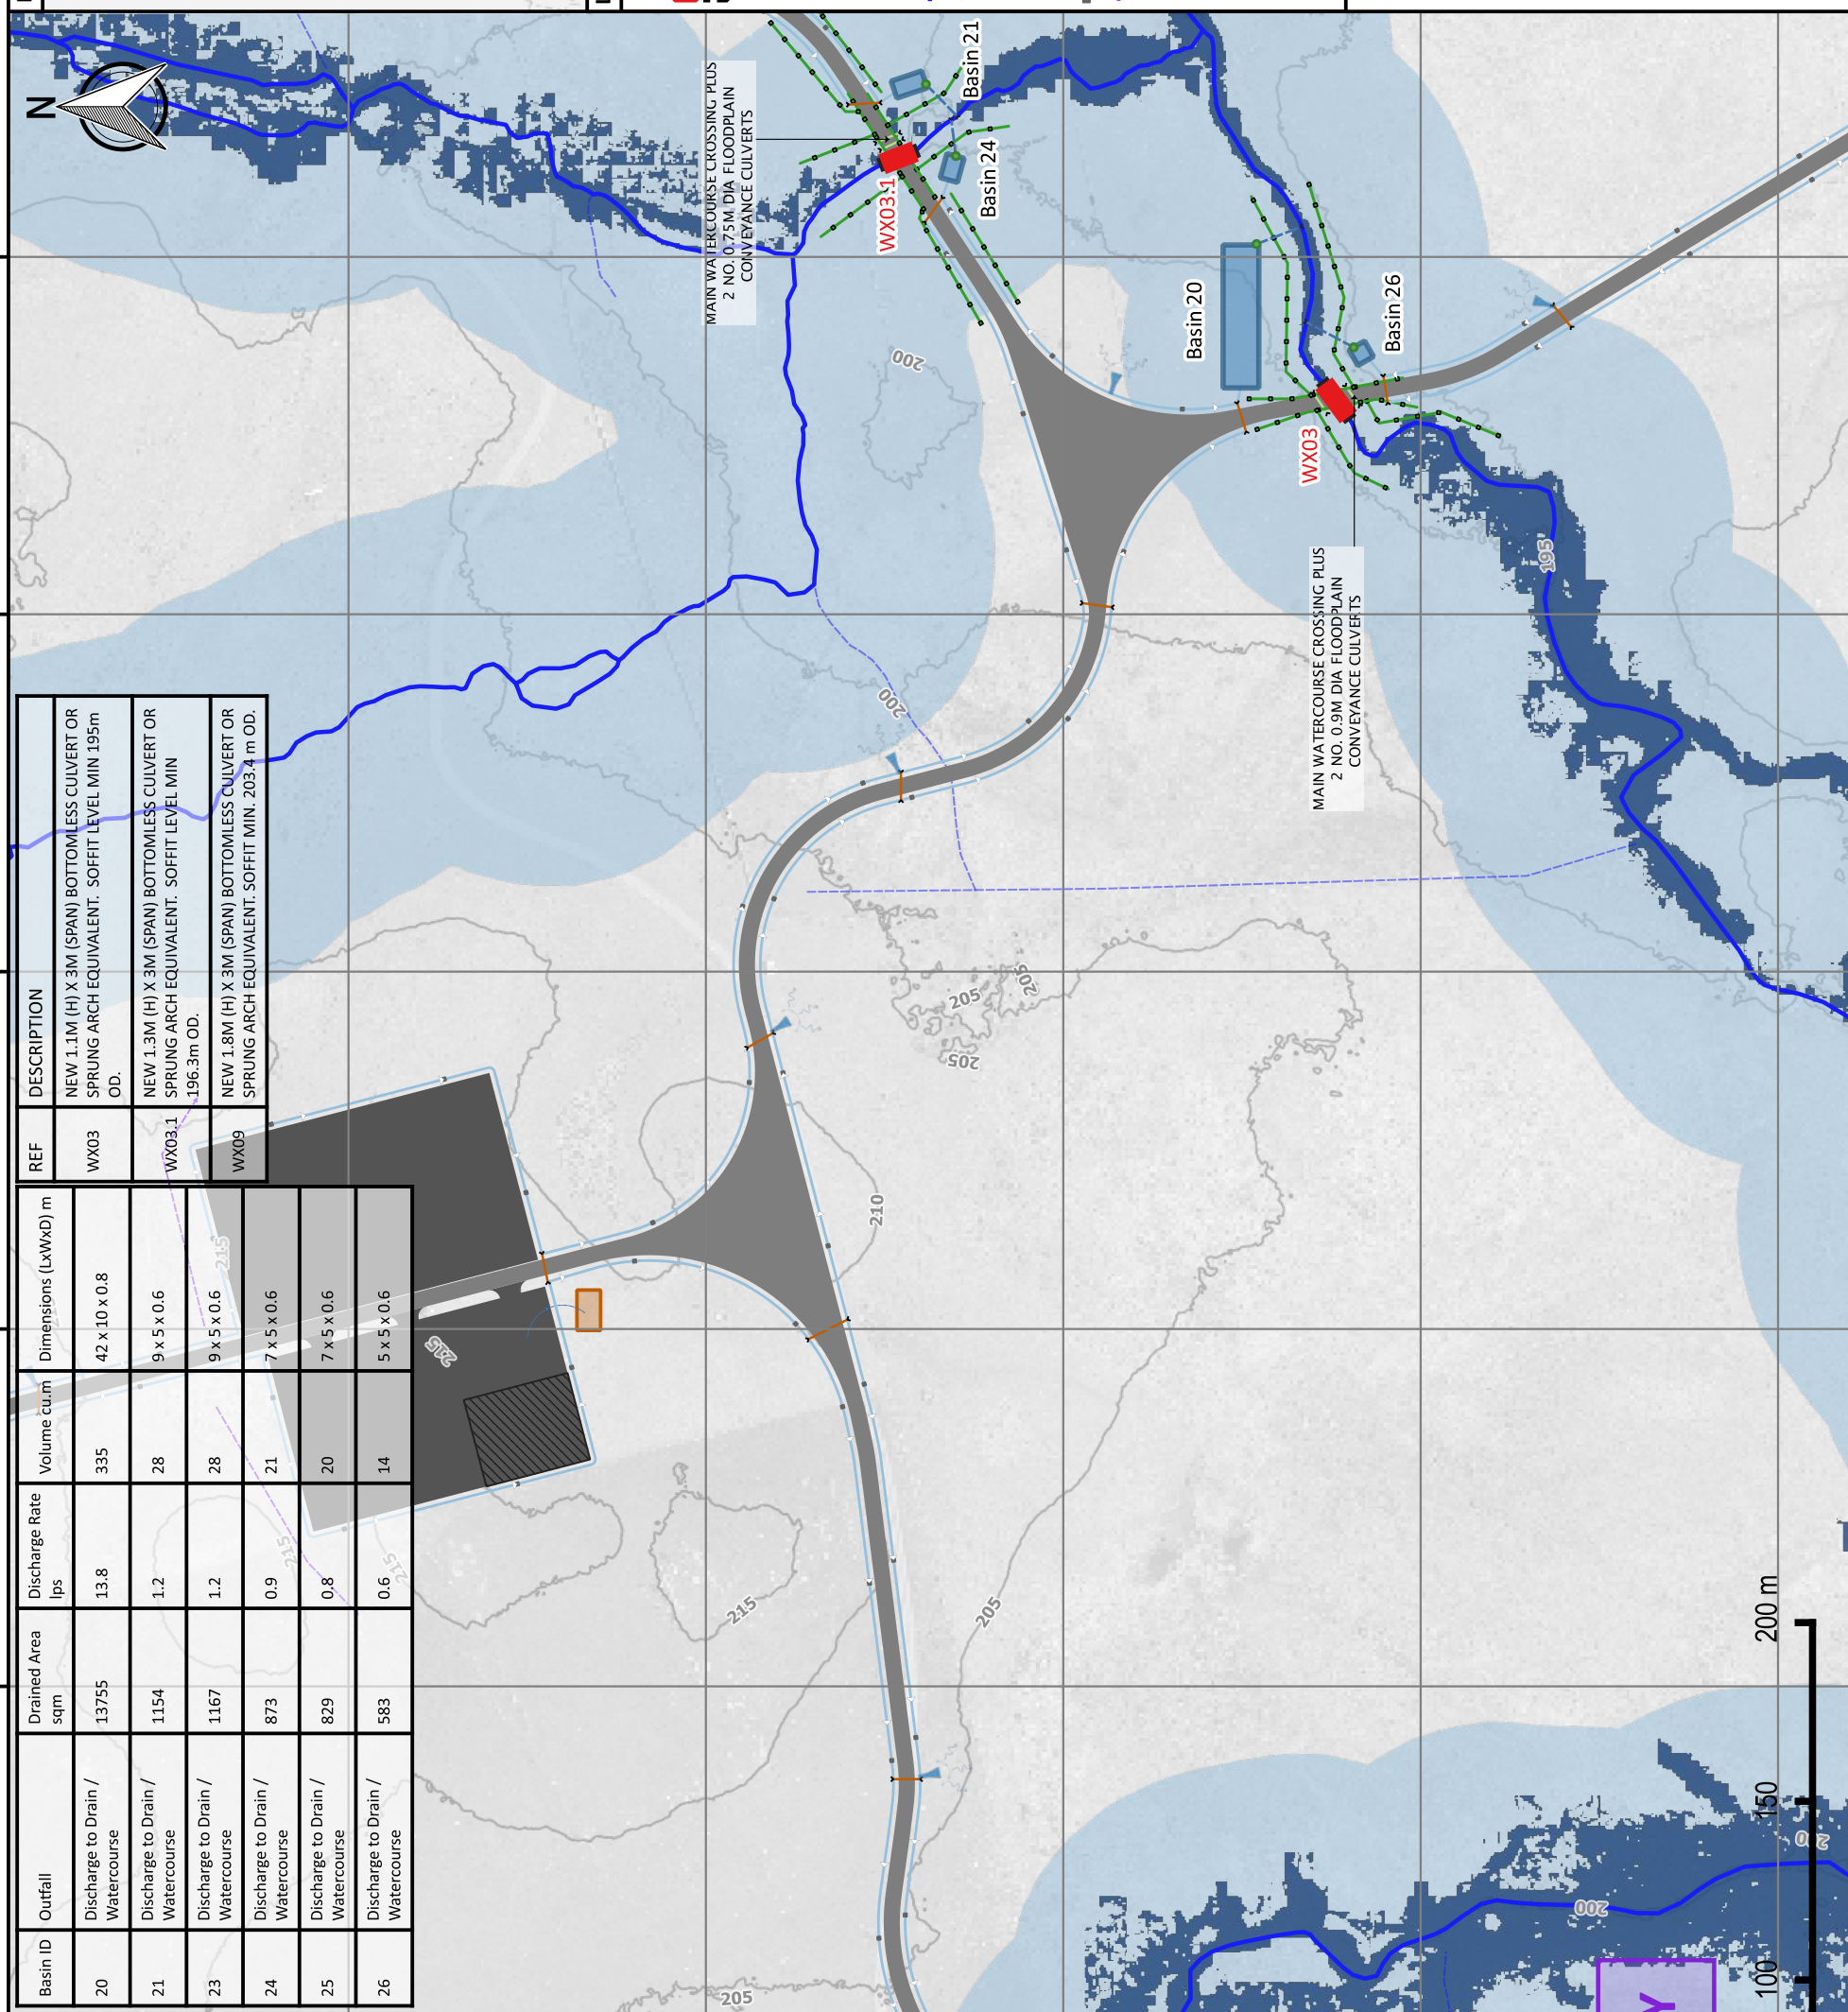 N
REF DESCRIPTION
WX03 NEW 1.1M (H) X 3M (SPAN) BOTTOMLESS CULVERT OR
SPRUNG ARCH EQUIVALENT. SOFFIT LEVEL MIN 195m
OD.
WX03.1 NEW 1.3M (H) X 3M (SPAN) BOTTOMLESS CULVERT OR
SPRUNG ARCH EQUIVALENT. SOFFIT LEVEL MIN
196.3m OD.
WX09 NEW 1.8M (H) X 3M (SPAN) BOTTOMLESS CULVERT OR
SPRUNG ARCH EQUIVALENT. SOFFIT MIN. 203.4 m OD.
Basin ID Outfall Drained Area sqm Discharge Rate lps Volume cu.m Dimensions (LxWxD) m
20 Discharge to Drain / Watercourse 13755 13.8 335 42 x 10 x 0.8
21 Discharge to Drain / Watercourse 1154 1.2 28 9 x 5 x 0.6
23 Discharge to Drain / Watercourse 1167 1.2 28 9 x 5 x 0.6
24 Discharge to Drain / Watercourse 873 0.9 21 7 x 5 x 0.6
25 Discharge to Drain / Watercourse 829 0.8 20 7 x 5 x 0.6
26 Discharge to Drain / Watercourse 583 0.6 14 5 x 5 x 0.6
MAIN WATERCOURSE CROSSING PLUS
2 NO. 0.75M DIA FLOODPLAIN
CONVEYANCE CULVERTS
WX03.1
Basin 21
Basin 24
Basin 20
Basin 26
WX03
MAIN WATERCOURSE CROSSING PLUS
2 NO. 0.9M DIA FLOODPLAIN
CONVEYANCE CULVERTS
200
200
195
205
205
205
210
215
215
215
215
215
205
205
200
200
Y
100
150
200 m